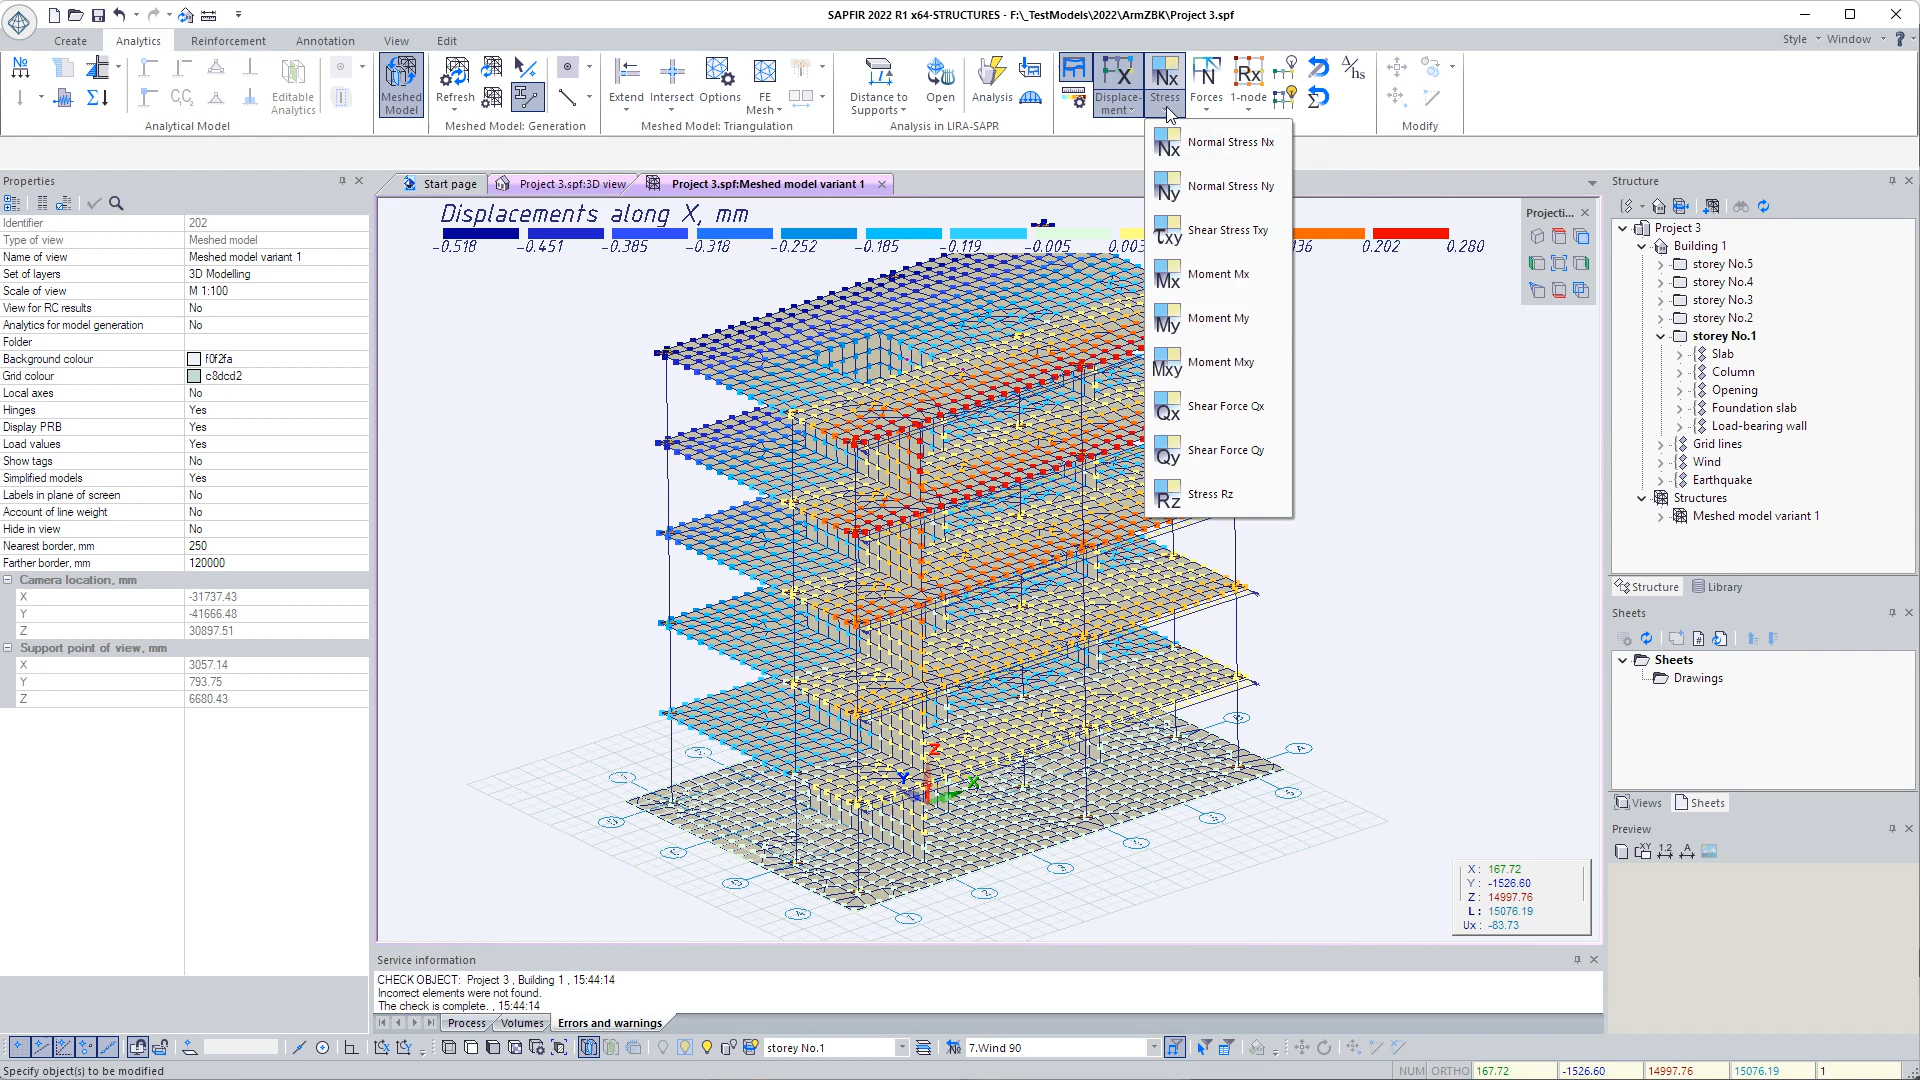 SAPFIR 2022 R1 x64-STRUCTURES - F:\_TestModels\2022\ArmZBK\Project 3.spf
Create Analytics Reinforcement Annotation View Edit
Style Window
№
Editable Analytics
Analytical Model
Meshed Model
Refresh
Meshed Model: Generation
Extend Intersect Options FE Mesh
Meshed Model: Triangulation
Distance to Supports Open Analysis
Analysis in LIRA-SAPR
Displace-ment Stress Forces 1-node
Modify
Nx Normal Stress Nx
Ny Normal Stress Ny
τxy Shear Stress Txy
Mx Moment Mx
My Moment My
Mxy Moment Mxy
Qx Shear Force Qx
Qy Shear Force Qy
Rz Stress Rz
Properties
Identifier 202
Type of view Meshed model
Name of view Meshed model variant 1
Set of layers 3D Modelling
Scale of view M 1:100
View for RC results No
Analytics for model generation No
Folder
Background colour f0f2fa
Grid colour c8dcd2
Local axes No
Hinges Yes
Display PRB Yes
Load values Yes
Show tags No
Simplified models Yes
Labels in plane of screen No
Account of line weight No
Hide in view No
Nearest border, mm 250
Farther border, mm 120000
Camera location, mm
X -31737.43
Y -41666.48
Z 30897.51
Support point of view, mm
X 3057.14
Y 793.75
Z 6680.43
Start page Project 3.spf:3D view Project 3.spf:Meshed model variant 1
Displacements along X, mm
-0.518 -0.451 -0.385 -0.318 -0.252 -0.185 -0.119 -0.005 0.003 0.202 0.280
Z Y X
Projecti...
X : 167.72
Y : -1526.60
Z : 14997.76
L : 15076.19
Ux : -83.73
Structure
Project 3
Building 1
storey No.5
storey No.4
storey No.3
storey No.2
storey No.1
Slab
Column
Opening
Foundation slab
Load-bearing wall
Grid lines
Wind
Earthquake
Structures
Meshed model variant 1
Structure Library
Sheets
Sheets
Drawings
Views Sheets
Preview
Service information
CHECK OBJECT: Project 3 , Building 1 , 15:44:14
Incorrect elements were not found.
The check is complete. , 15:44:14
Process Volumes Errors and warnings
storey No.1 7.Wind 90
Specify object(s) to be modified
NUM ORTHO 167.72 -1526.60 14997.76 15076.19 1